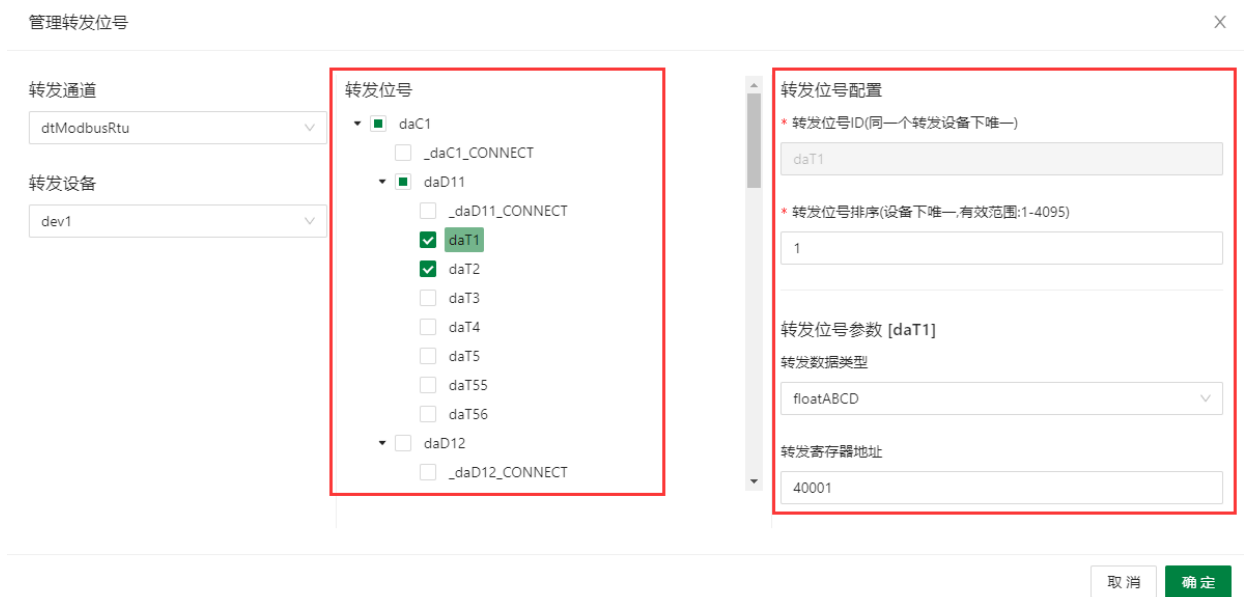 管理转发位号
转发通道
dtModbusRtu
转发设备
dev1
转发位号
daC1
_daC1_CONNECT
daD11
_daD11_CONNECT
daT1
daT2
daT3
daT4
daT5
daT55
daT56
daD12
_daD12_CONNECT
转发位号配置
* 转发位号ID(同一个转发设备下唯一)
daT1
* 转发位号排序(设备下唯一,有效范围:1-4095)
1
转发位号参数 [daT1]
转发数据类型
floatABCD
转发寄存器地址
40001
取消 确定